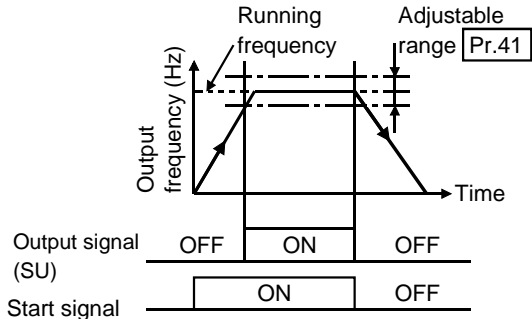 Running
frequency
Adjustable
range Pr.41
Output
frequency (Hz)
Time
Output signal
(SU)
OFF ON OFF
Start signal
ON OFF